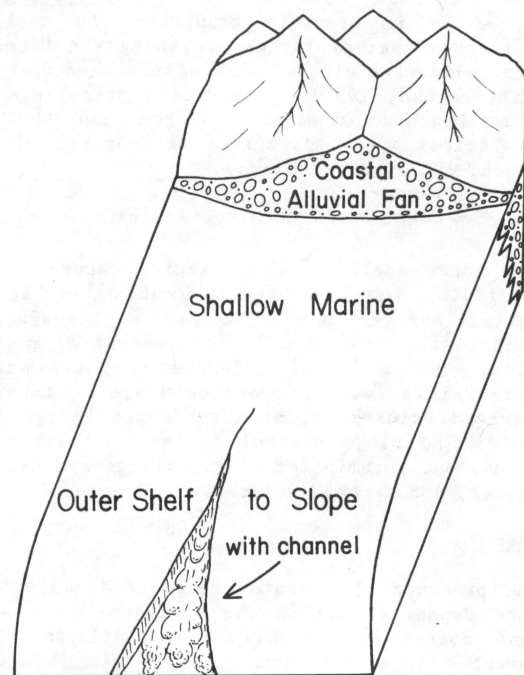 Coastal
Alluvial Fan
Shallow Marine
Outer Shelf to Slope
with channel